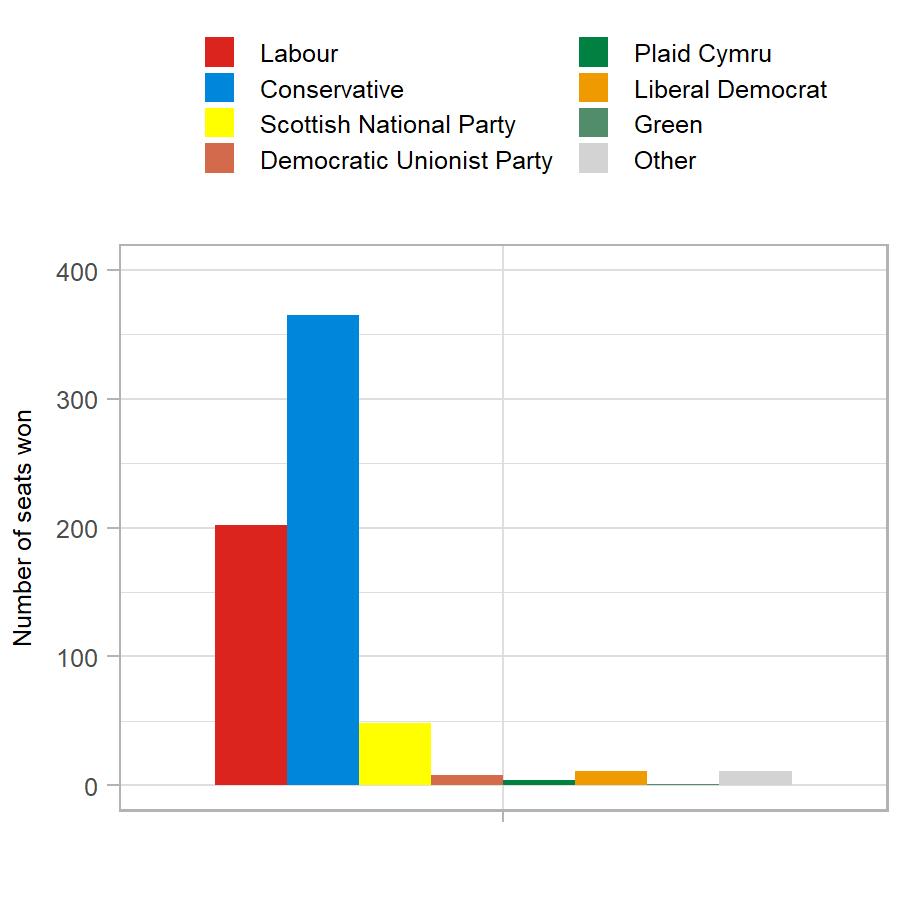 Labour
Conservative
Scottish National Party
Democratic Unionist Party
Plaid Cymru
Liberal Democrat
Green
Other
400
300
200
100
0
Number of seats won